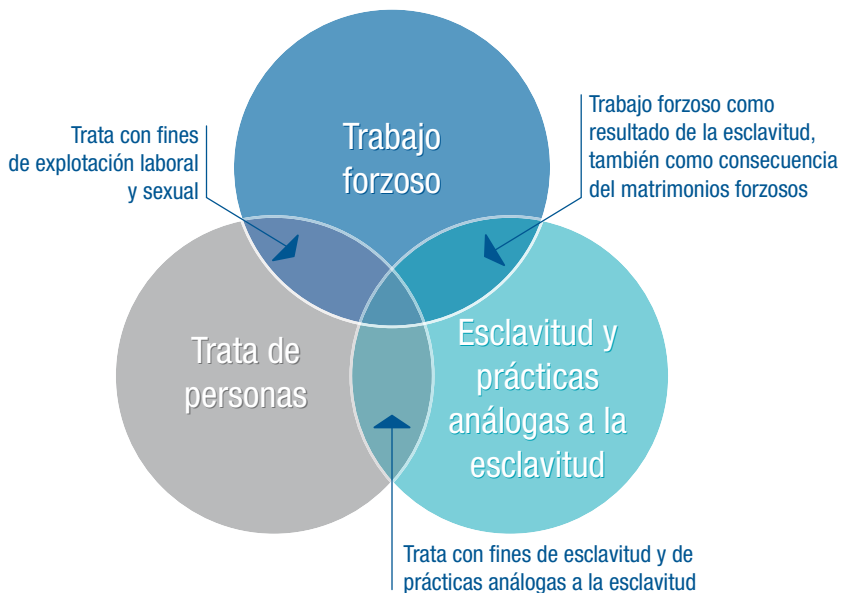 Trabajo
forzoso
Trata con fines
de explotación laboral
y sexual
Trabajo forzoso como
resultado de la esclavitud,
también como consecuencia
del matrimonios forzosos
Trata de
personas
Esclavitud y
prácticas
análogas a la
esclavitud
Trata con fines de esclavitud y de
prácticas análogas a la esclavitud